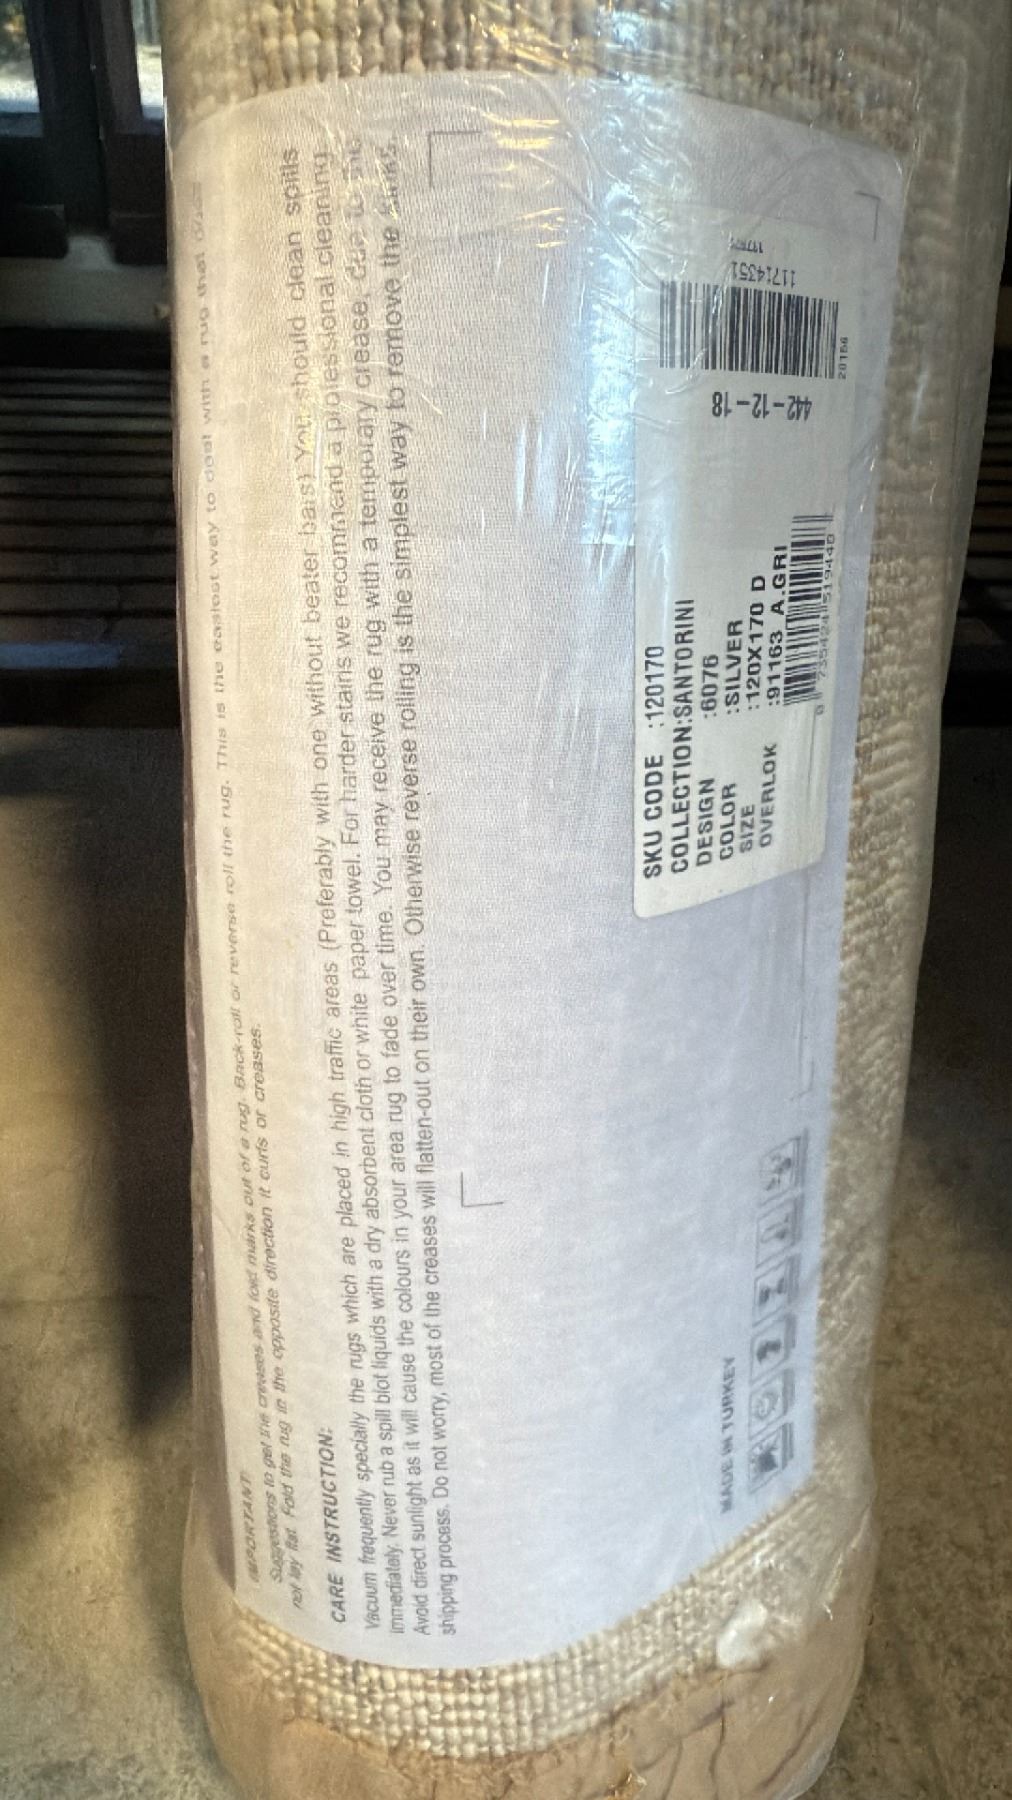 IMPORTANT
Suggestions to get the creases and fold marks out of a rug. Back-roll or reverse roll the rug. This is the easiest way to deal with a rug that does
not lay flat. Fold the rug in the opposite direction it curls or creases.
CARE INSTRUCTION:
Vacuum frequently specially the rugs which are placed in high traffic areas (Preferably with one without beater bars) You should clean spills
immediately. Never rub a spill blot liquids with a dry absorbent cloth or white paper towel. For harder stains we recommend a professional cleaning.
Avoid direct sunlight as it will cause the colours in your area rug to fade over time. You may receive the rug with a temporary crease, due to the
shipping process. Do not worry, most of the creases will flatten-out on their own. Otherwise reverse rolling is the simplest way to remove the kinks.
SKU CODE :120170
COLLECTION:SANTORINI
DESIGN :6076
COLOR :SILVER
SIZE :120X170 D
OVERLOK :91163 A.GRI
442-12-18
11714351
20156
MADE IN TURKEY